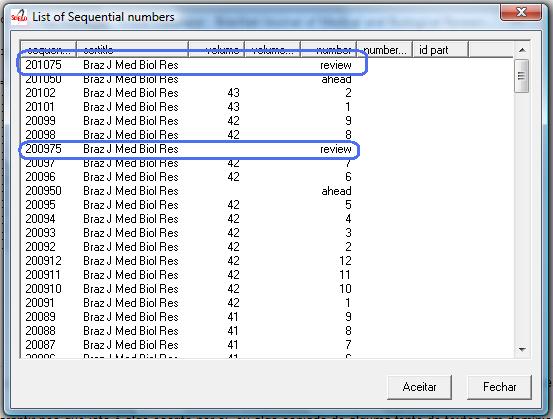 SciELO List of Sequential numbers
sequen... sertitle volume volume... number number... id part
201075 Braz J Med Biol Res review
201050 Braz J Med Biol Res ahead
20102 Braz J Med Biol Res 43 2
20101 Braz J Med Biol Res 43 1
20099 Braz J Med Biol Res 42 9
20098 Braz J Med Biol Res 42 8
200975 Braz J Med Biol Res review
20097 Braz J Med Biol Res 42 7
20096 Braz J Med Biol Res 42 6
200950 Braz J Med Biol Res ahead
20095 Braz J Med Biol Res 42 5
20094 Braz J Med Biol Res 42 4
20093 Braz J Med Biol Res 42 3
20092 Braz J Med Biol Res 42 2
200912 Braz J Med Biol Res 42 12
200911 Braz J Med Biol Res 42 11
200910 Braz J Med Biol Res 42 10
20091 Braz J Med Biol Res 42 1
20089 Braz J Med Biol Res 41 9
20088 Braz J Med Biol Res 41 8
20087 Braz J Med Biol Res 41 7
20086 Braz J Med Biol Res 41 6
Aceitar Fechar